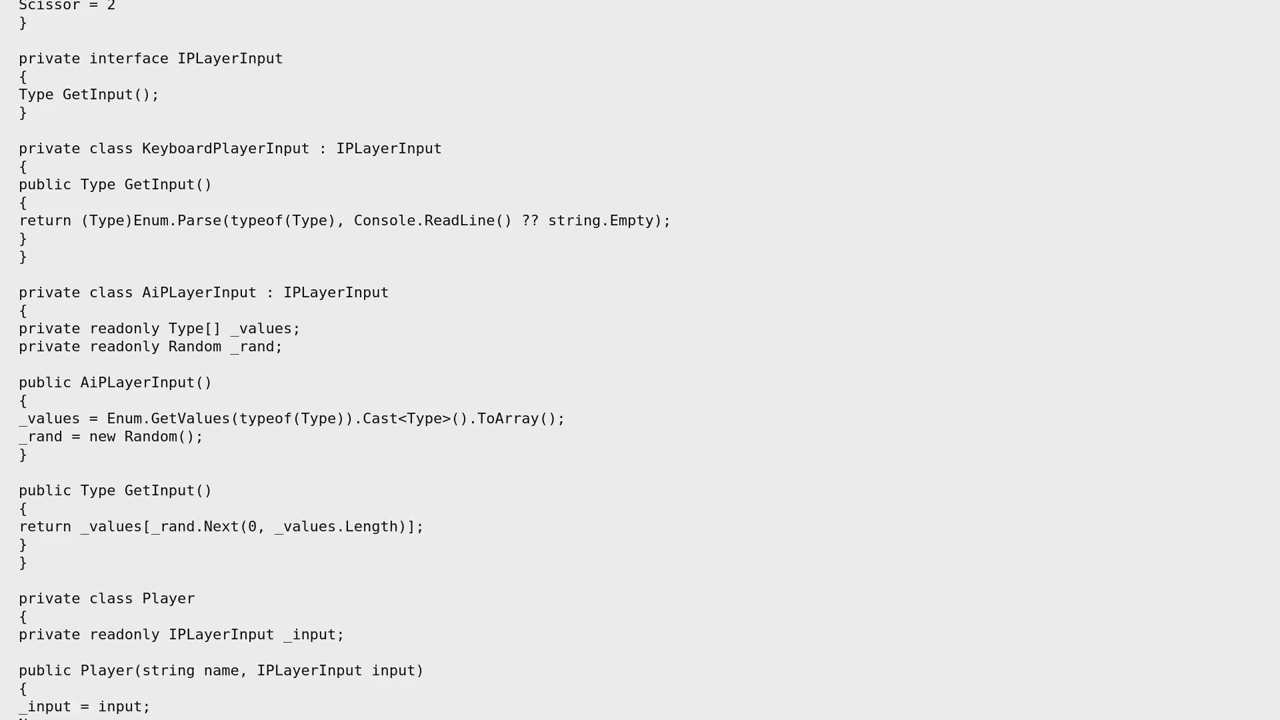 Scissor = 2
}
private interface IPLayerInput
{
Type GetInput();
}
private class KeyboardPlayerInput : IPLayerInput
{
public Type GetInput()
{
return (Type)Enum.Parse(typeof(Type), Console.ReadLine() ?? string.Empty);
}
}
private class AiPLayerInput : IPLayerInput
{
private readonly Type[] _values;
private readonly Random _rand;
public AiPLayerInput()
{
_values = Enum.GetValues(typeof(Type)).Cast<Type>().ToArray();
_rand = new Random();
}
public Type GetInput()
{
return _values[_rand.Next(0, _values.Length)];
}
}
private class Player
{
private readonly IPLayerInput _input;
public Player(string name, IPLayerInput input)
{
_input = input;